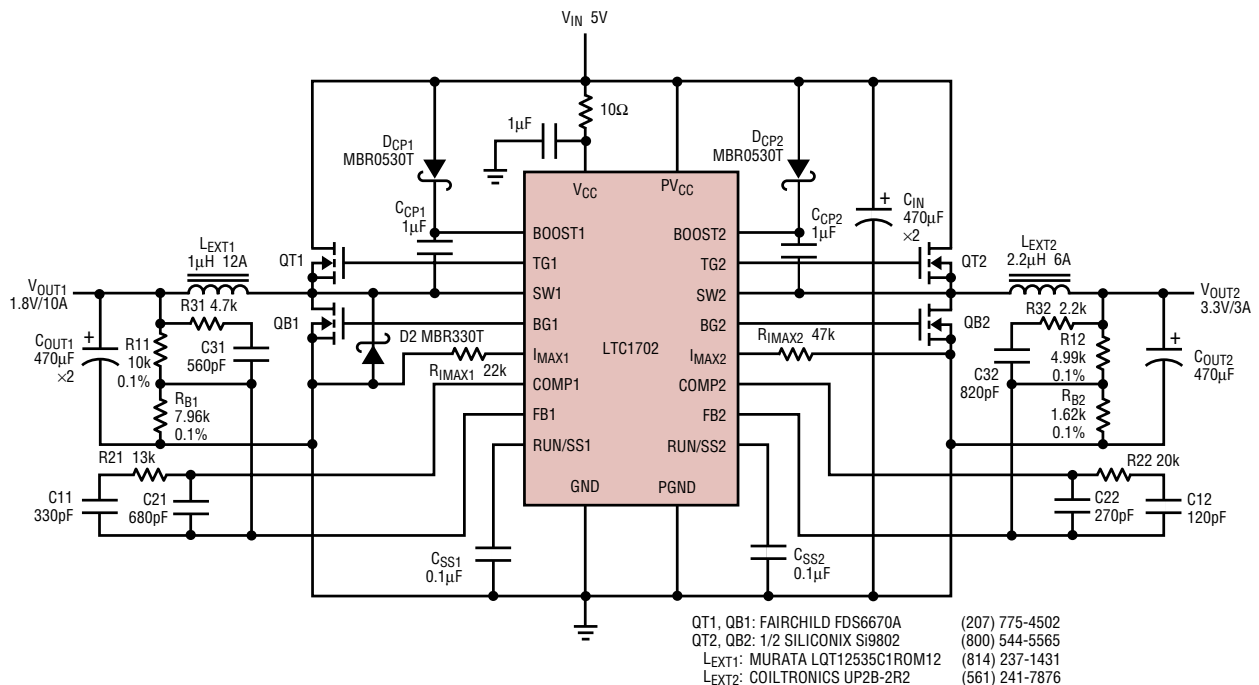 VIN 5V
10Ω
1µF
DCP1
MBR0530T
DCP2
MBR0530T
VCC
PVCC
CIN
470µF
×2
CCP1
1µF
CCP2
1µF
BOOST1
BOOST2
LEXT1
1µH 12A
LEXT2
2.2µH 6A
QT1
TG1
TG2
QT2
VOUT1
1.8V/10A
SW1
SW2
VOUT2
3.3V/3A
R31 4.7k
R32 2.2k
QB1
BG1
BG2
QB2
COUT1
470µF
×2
R11
10k
0.1%
C31
560pF
D2 MBR330T
LTC1702
RIMAX2 47k
IMAX1
IMAX2
RIMAX1 22k
C32
820pF
R12
4.99k
0.1%
COUT2
470µF
COMP1
COMP2
RB1
7.96k
0.1%
RB2
1.62k
0.1%
FB1
FB2
RUN/SS1
RUN/SS2
R21 13k
R22 20k
GND
PGND
C11
330pF
C21
680pF
C22
270pF
C12
120pF
CSS1
0.1µF
CSS2
0.1µF
QT1, QB1: FAIRCHILD FDS6670A (207) 775-4502
QT2, QB2: 1/2 SILICONIX Si9802 (800) 544-5565
LEXT1: MURATA LQT12535C1ROM12 (814) 237-1431
LEXT2: COILTRONICS UP2B-2R2 (561) 241-7876